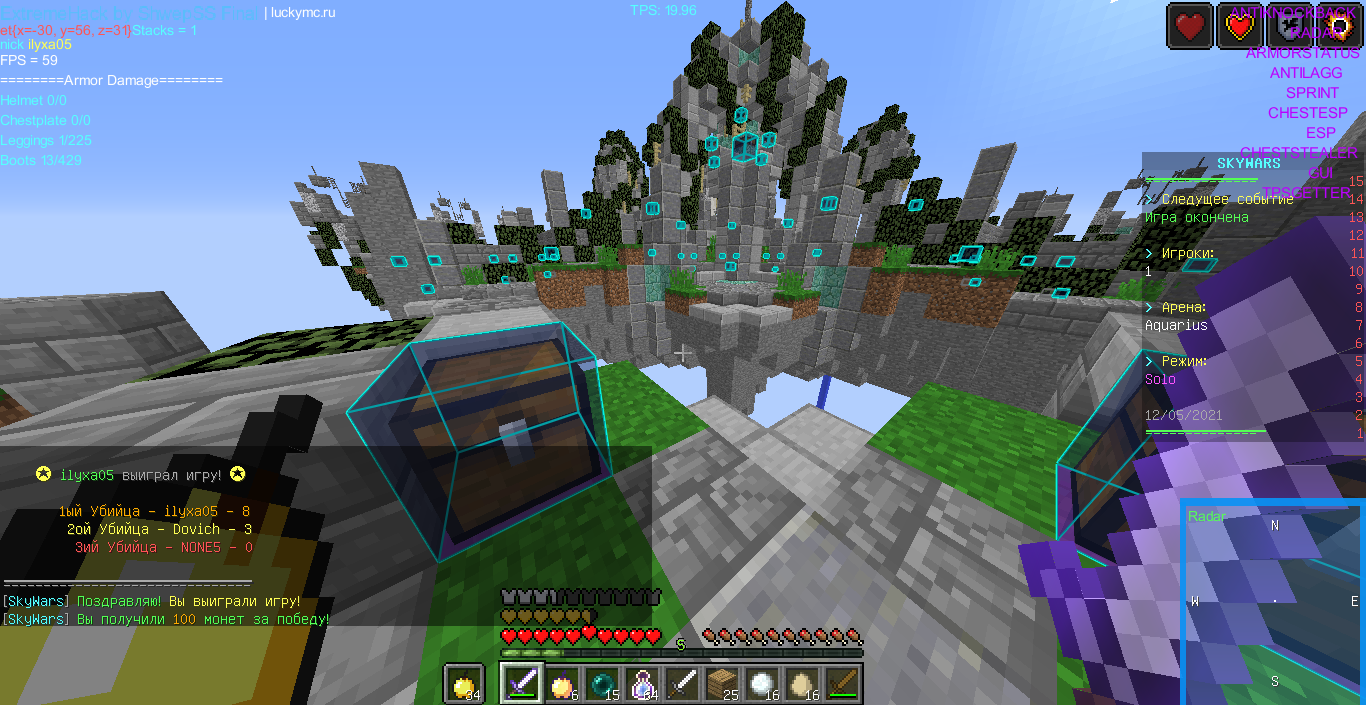 | luckymc.ru
et{x=-30, y=56, z=31}Stacks = 1
nick ilyxa05
FPS = 59
========Armor Damage========
Helmet 0/0
Chestplate 0/0
Leggings 1/225
Boots 13/429
TPS: 19.96
ANTIKNOCKBACK
RADAR
ARMORSTATUS
ANTILAGG
SPRINT
CHESTESP
ESP
CHESTSTEALER
GUI
TPSGETTER
SKYWARS
15
> Следущее событие 14
Игра окончена 13
12
> Игроки: 11
1 10
9
> Арена: 8
Aquarius 7
6
> Режим: 5
Solo 4
3
12/05/2021 2
1
ilyxa05 выиграл игру!
1ый Убийца - ilyxa05 - 8
2ой Убийца - Dovich - 3
3ий Убийца - NONE5 - 0
[SkyWars] Поздравляю! Вы выиграли игру!
[SkyWars] Вы получили 100 монет за победу!
Radar
N
W E
S
5
34 6 15 64 25 16 16